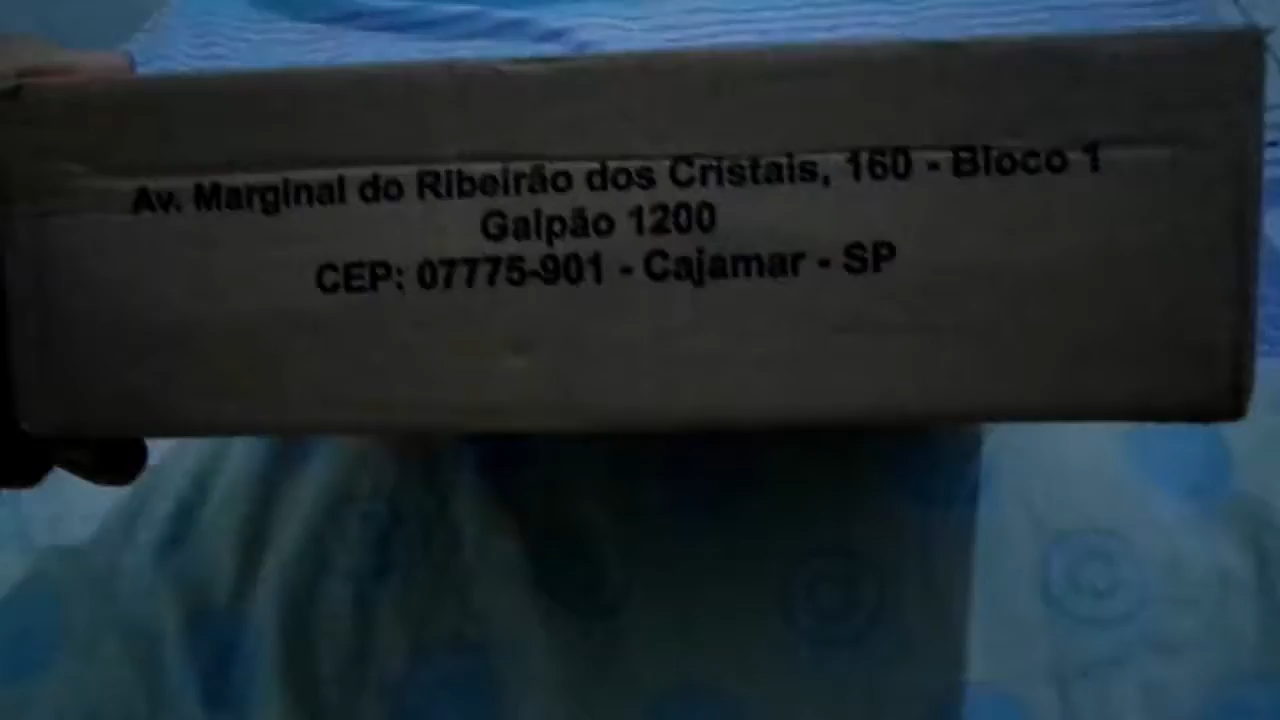 Av. Marginal do Ribeirão dos Cristais, 160 - Bloco 1
Galpão 1200
CEP: 07775-901 - Cajamar - SP